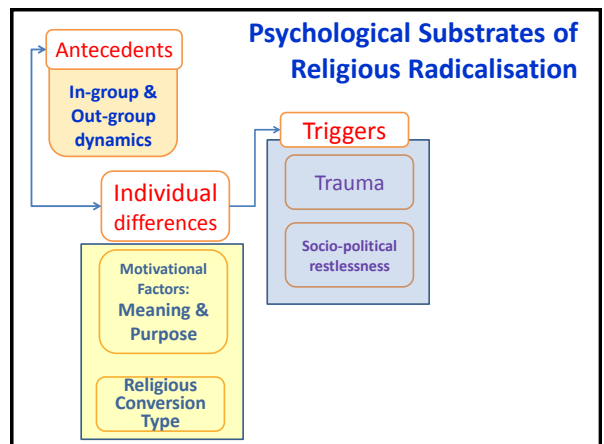 Psychological Substrates of
Religious Radicalisation
Antecedents
In-group &
Out-group
dynamics
Individual
differences
Motivational
Factors:
Meaning &
Purpose
Religious
Conversion
Type
Triggers
Trauma
Socio-political
restlessness